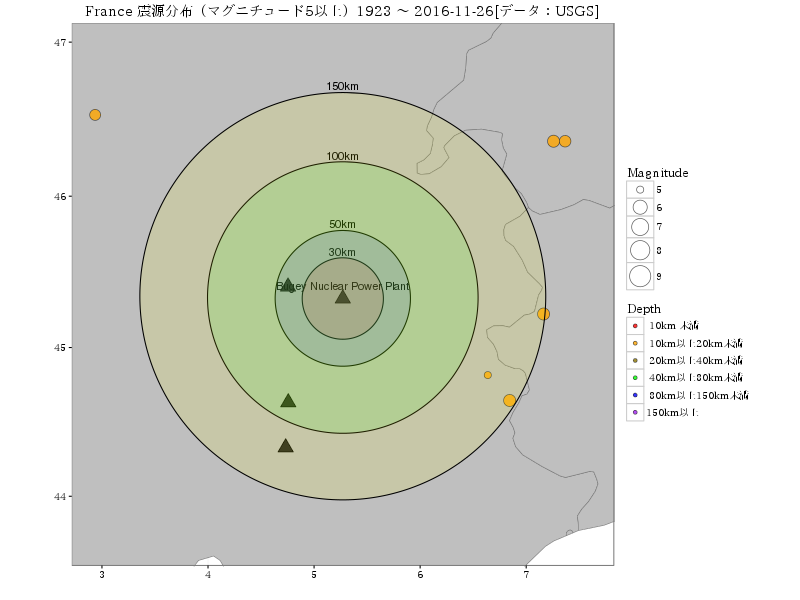 France 震源分布（マグニチュード5以上）1923 ～ 2016-11-26[データ：USGS]
47
46
45
44
3
4
5
6
7
150km
100km
50km
30km
Bugey Nuclear Power Plant
Magnitude
5
6
7
8
9
Depth
10km 未満
10km以上20km未満
20km以上40km未満
40km以上80km未満
80km以上150km未満
150km以上